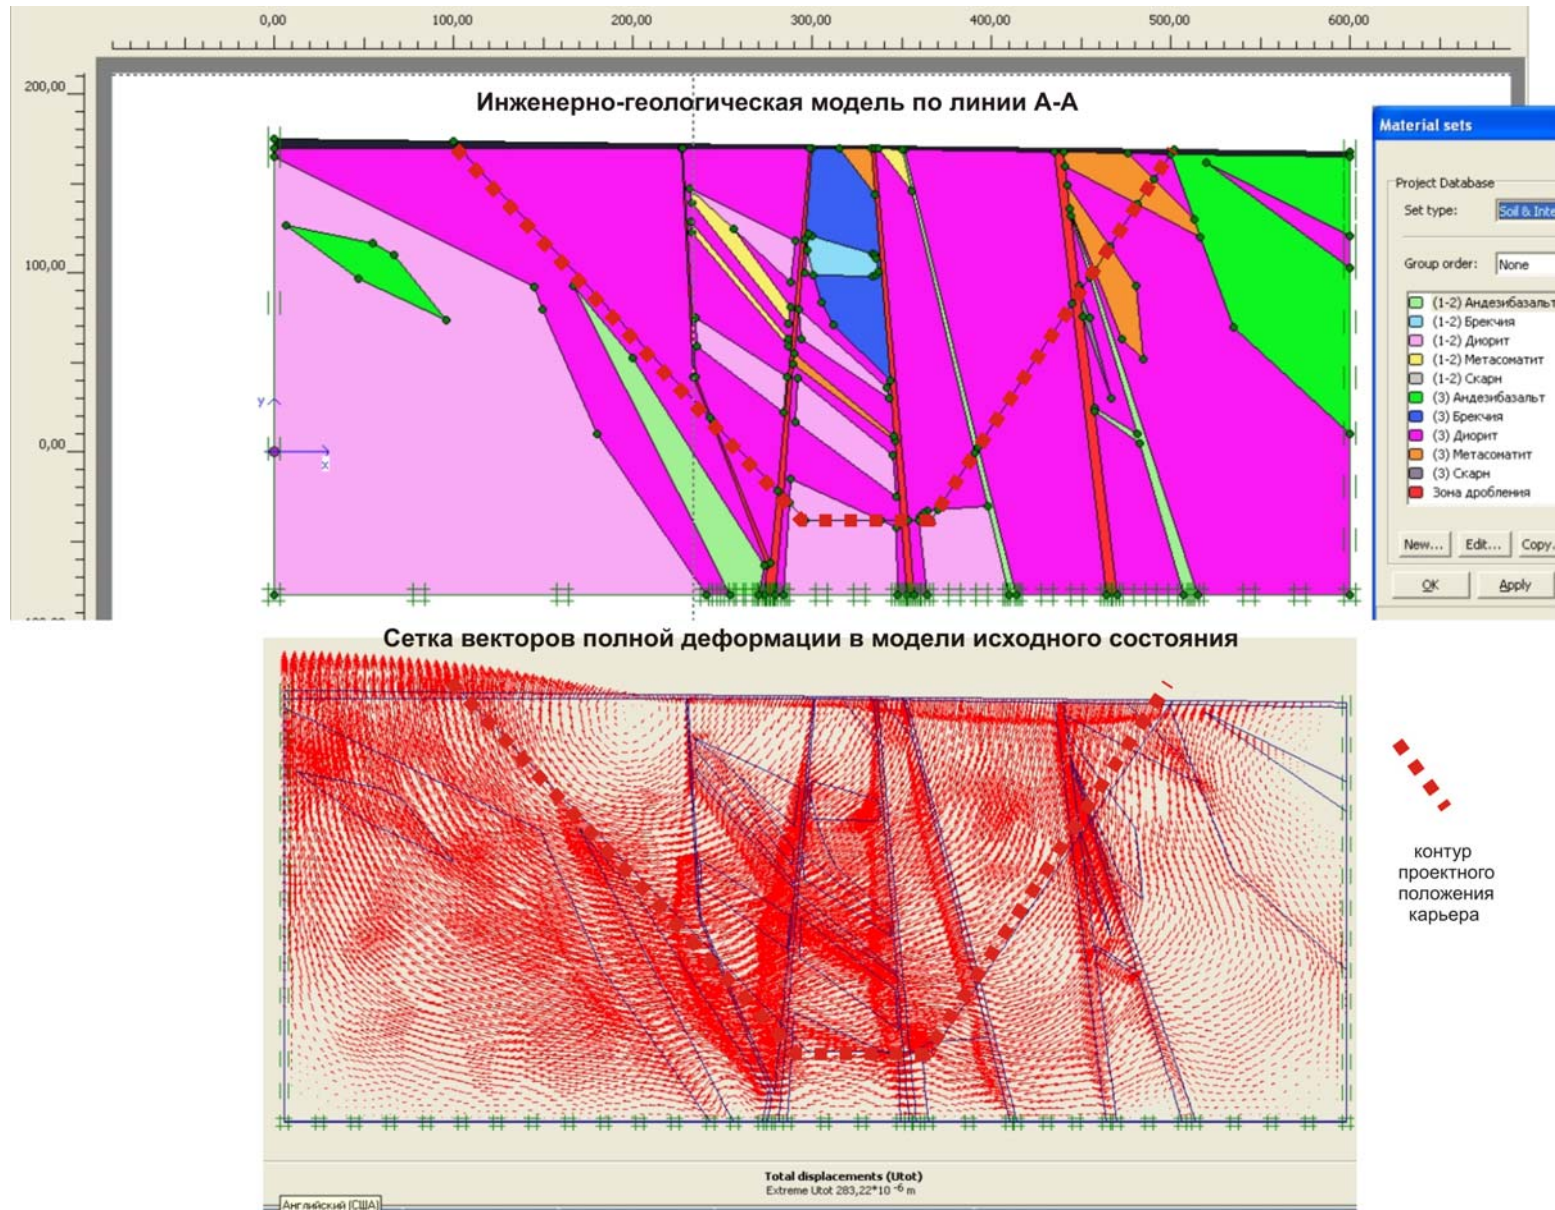 0,00 100,00 200,00 300,00 400,00 500,00 600,00
200,00
Инженерно-геологическая модель по линии А-А
Material sets
Project Database
Set type:
Soil & Inte
Group order:
None
100,00
(1-2) Андезибазальт
(1-2) Брекчия
(1-2) Диорит
(1-2) Метасоматит
(1-2) Скарн
(3) Андезибазальт
(3) Брекчия
(3) Диорит
(3) Метасоматит
(3) Скарн
Зона дробления
y
0,00
x
New... Edit... Copy.
OK Apply
Сетка векторов полной деформации в модели исходного состояния
контур
проектного
положения
карьера
Total displacements (Utot)
Extreme Utot 283,22*10 -6 m
Английский (США)